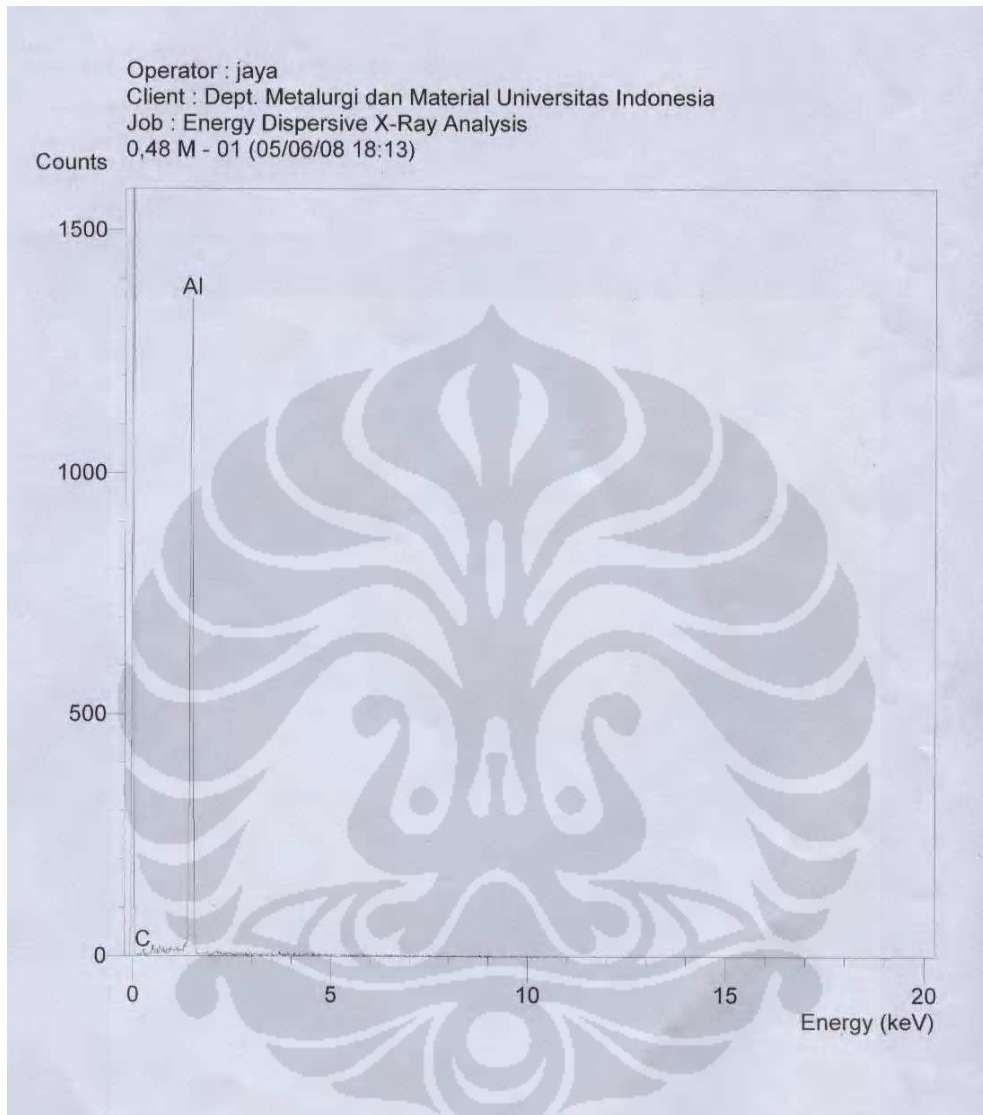 Operator : jaya
Client : Dept. Metalurgi dan Material Universitas Indonesia
Job : Energy Dispersive X-Ray Analysis
0,48 M - 01 (05/06/08 18:13)
Counts
1500
Al
1000
500
C
0
0 5 10 15 20
Energy (keV)